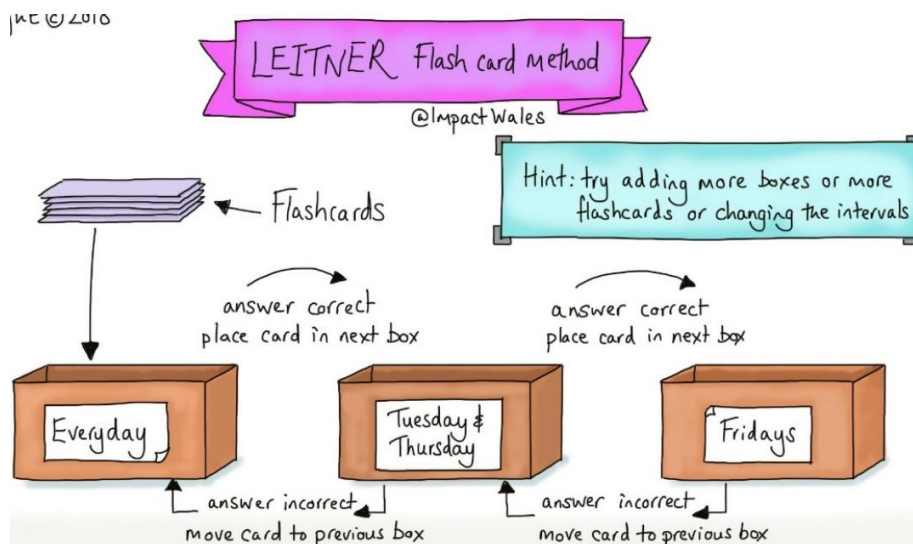 © 2018
LEITNER Flash card method
@ImpactWales
Hint: try adding more boxes or more
flashcards or changing the intervals
Flashcards
answer correct
place card in next box
answer correct
place card in next box
Everyday
Tuesday &
Thursday
Fridays
answer incorrect
move card to previous box
answer incorrect
move card to previous box